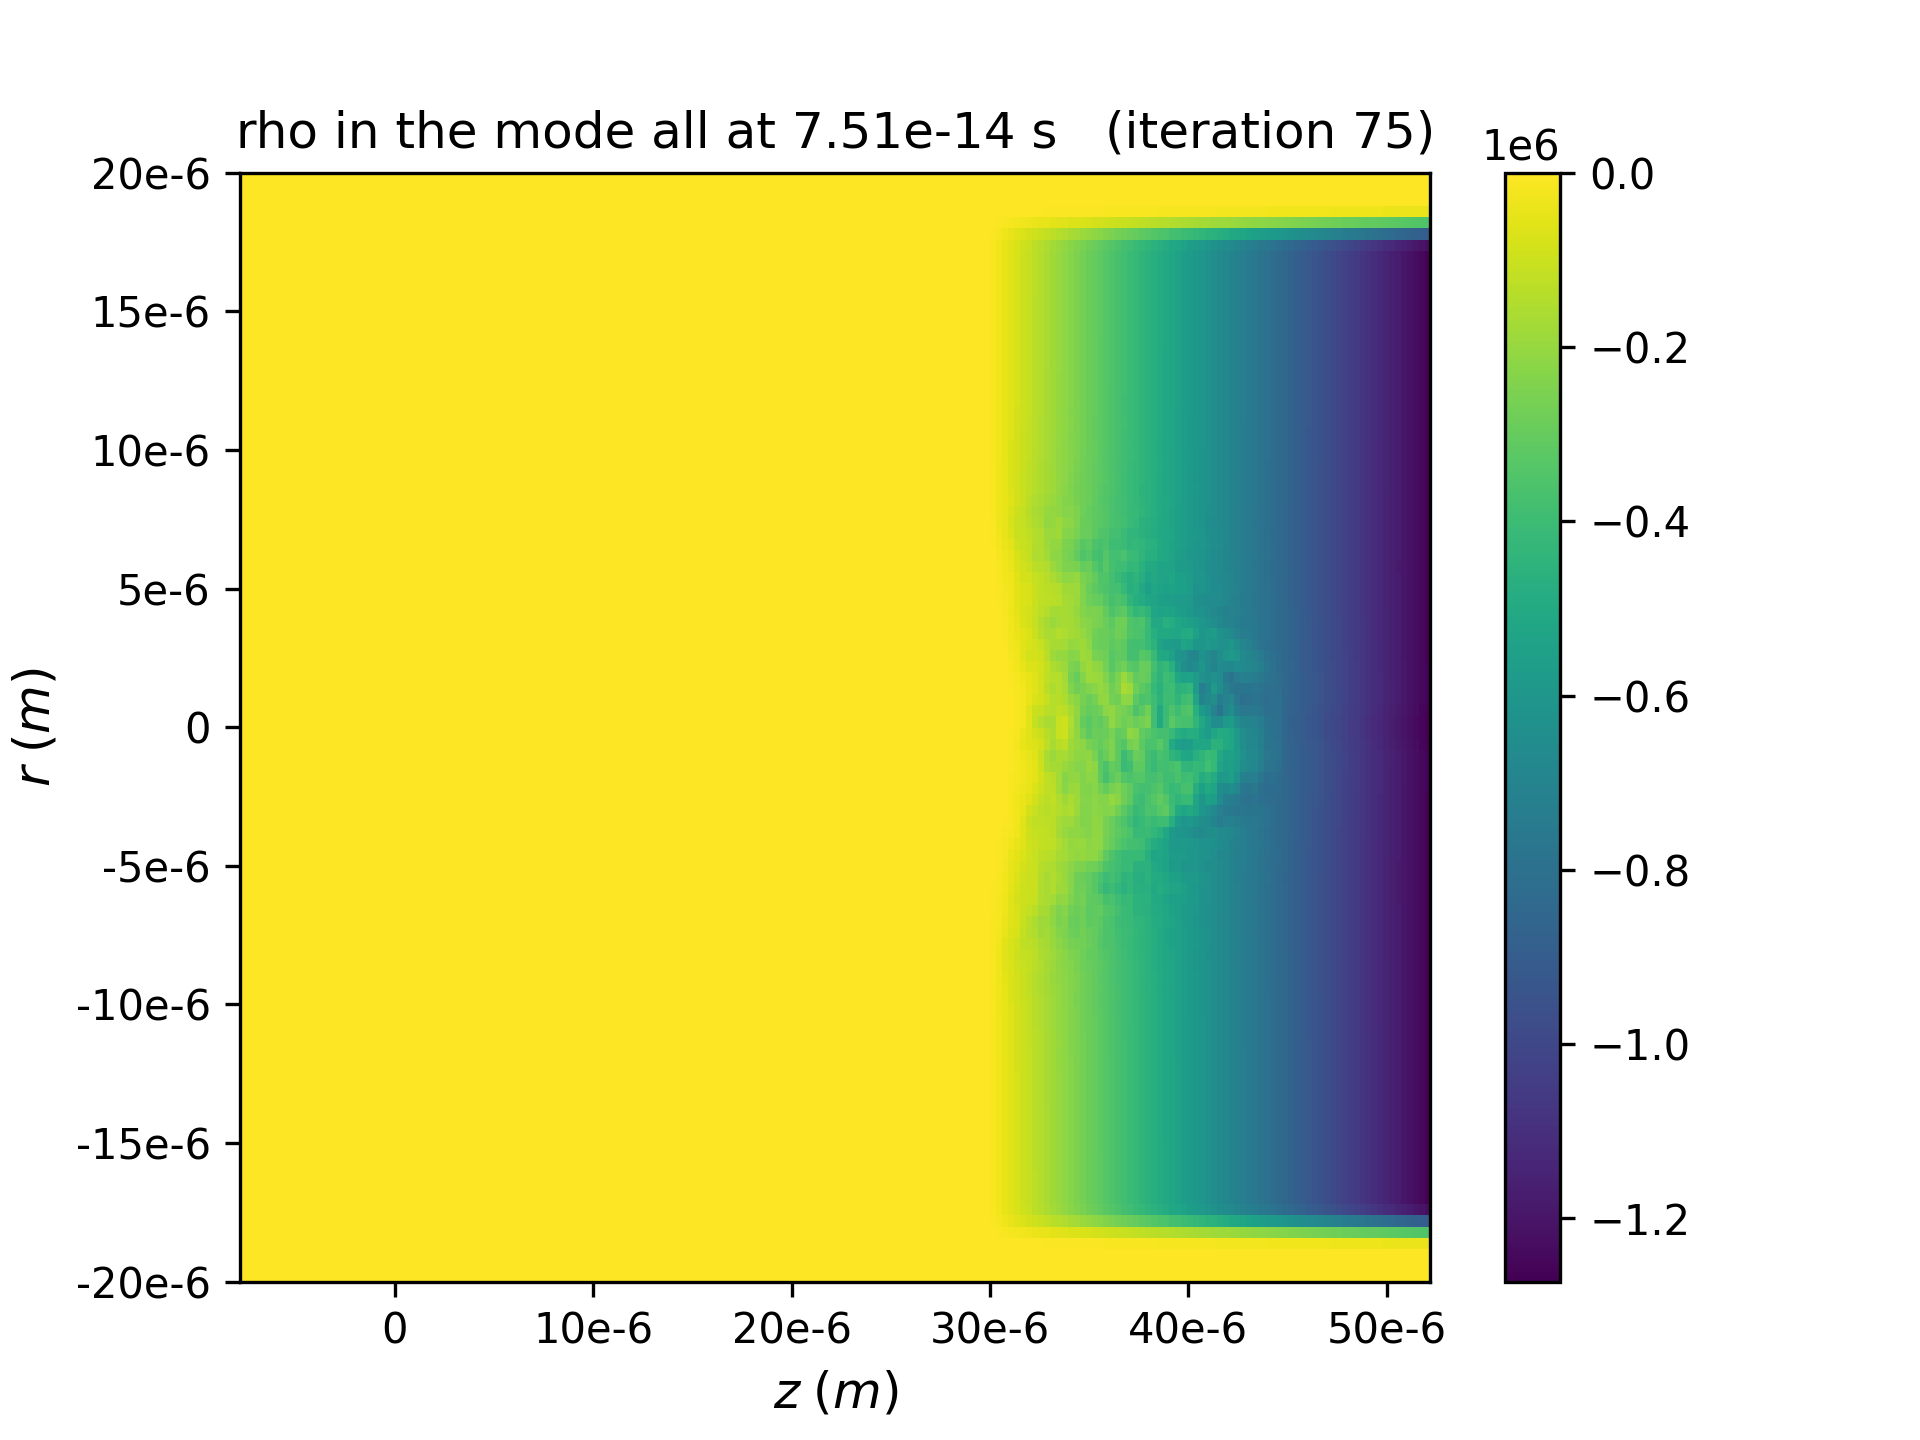 rho in the mode all at 7.51e-14 s   (iteration 75)
1e6
20e-6
15e-6
10e-6
5e-6
0
-5e-6
-10e-6
-15e-6
-20e-6
r (m)
0
10e-6
20e-6
30e-6
40e-6
50e-6
z (m)
0.0
−0.2
−0.4
−0.6
−0.8
−1.0
−1.2